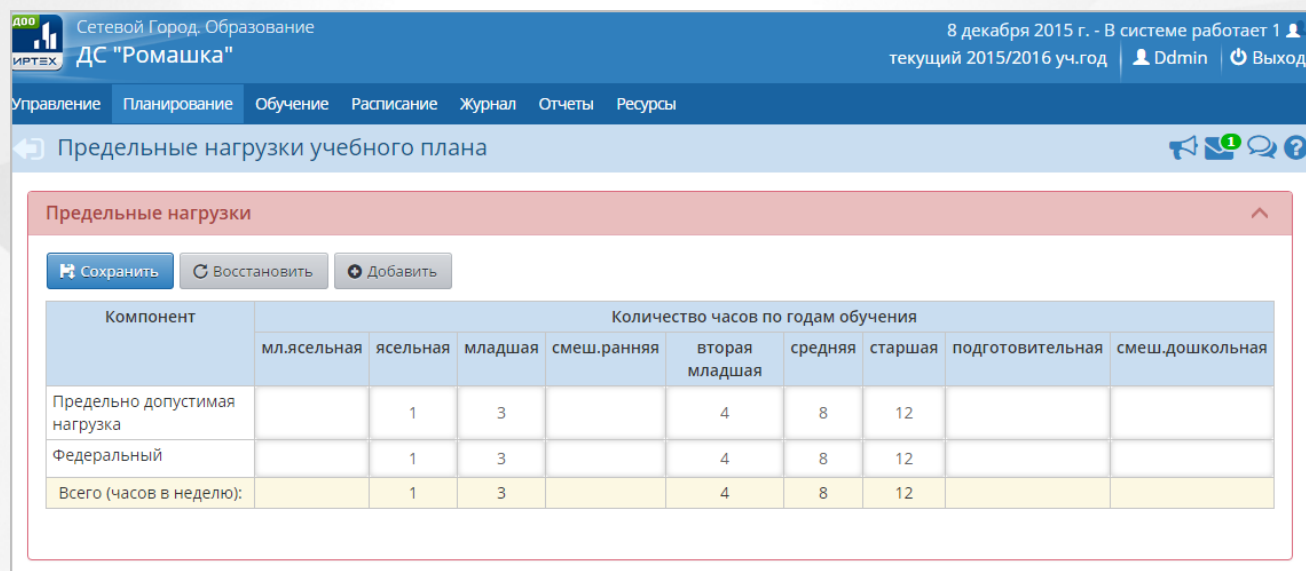 ДОО
ИРТЕХ
Сетевой Город. Образование
ДС "Ромашка"
8 декабря 2015 г. - В системе работает 1
текущий 2015/2016 уч.год Ddmin Выход
Управление Планирование Обучение Расписание Журнал Отчеты Ресурсы
Предельные нагрузки учебного плана
1
Предельные нагрузки
Сохранить Восстановить Добавить
Компонент Количество часов по годам обучения
мл.ясельная ясельная младшая смеш.ранняя вторая младшая средняя старшая подготовительная смеш.дошкольная
Предельно допустимая
нагрузка 1 3 4 8 12
Федеральный 1 3 4 8 12
Всего (часов в неделю): 1 3 4 8 12